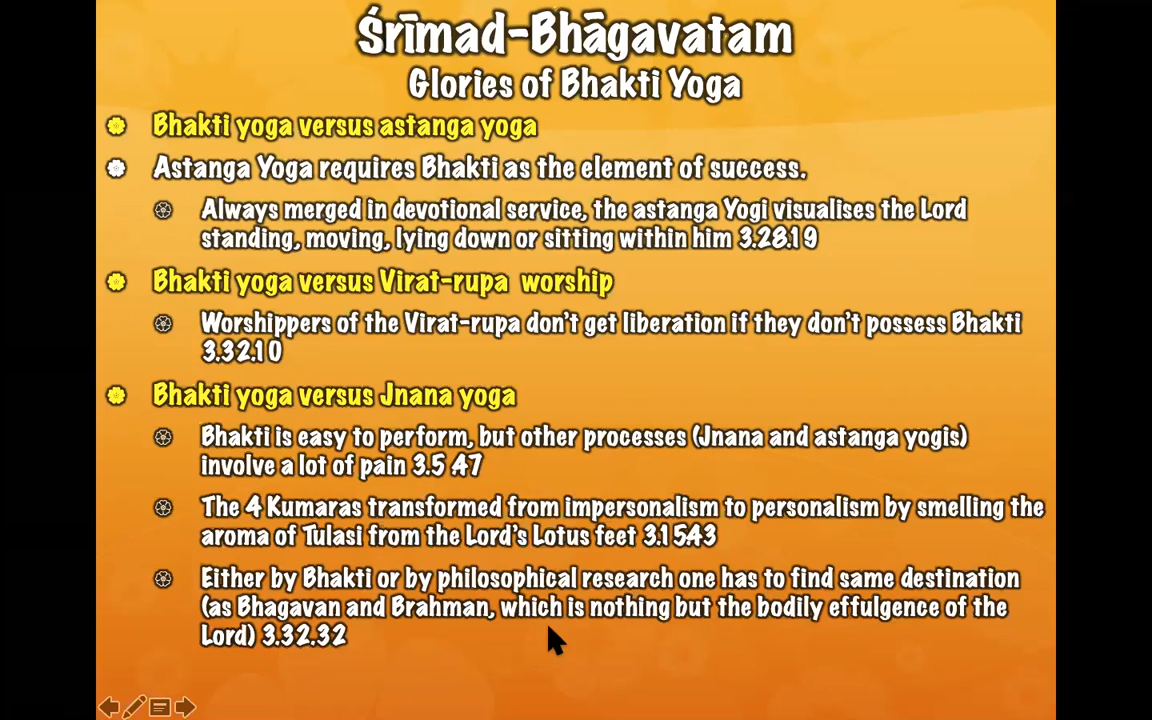 Śrīmad-Bhāgavatam
Glories of Bhakti Yoga
Bhakti yoga versus astanga yoga
Astanga Yoga requires Bhakti as the element of success.
Always merged in devotional service, the astanga Yogi visualises the Lord
standing, moving, lying down or sitting within him 3.28.19
Bhakti yoga versus Virat-rupa worship
Worshippers of the Virat-rupa don't get liberation if they don't possess Bhakti
3.32.10
Bhakti yoga versus Jnana yoga
Bhakti is easy to perform, but other processes (Jnana and astanga yogis)
involve a lot of pain 3.5.47
The 4 Kumaras transformed from impersonalism to personalism by smelling the
aroma of Tulasi from the Lord's Lotus feet 3.15.43
Either by Bhakti or by philosophical research one has to find same destination
(as Bhagavan and Brahman, which is nothing but the bodily effulgence of the
Lord) 3.32.32